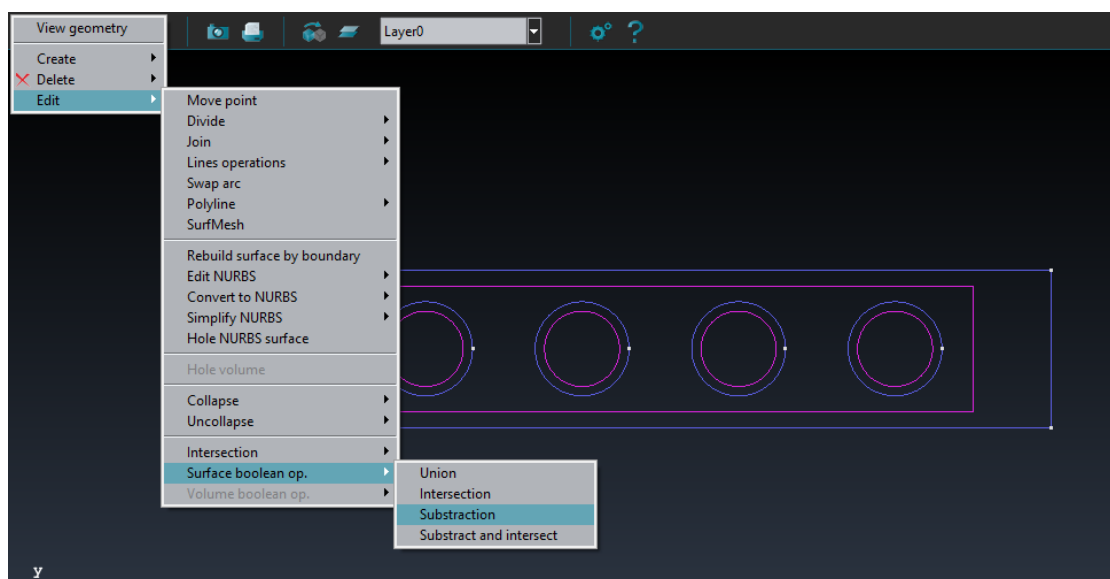 View geometry
Layer0
?
Create
Delete
Edit
Move point
Divide
Join
Lines operations
Swap arc
Polyline
SurfMesh
Rebuild surface by boundary
Edit NURBS
Convert to NURBS
Simplify NURBS
Hole NURBS surface
Hole volume
Collapse
Uncollapse
Intersection
Surface boolean op.
Volume boolean op.
Union
Intersection
Substraction
Substract and intersect
y